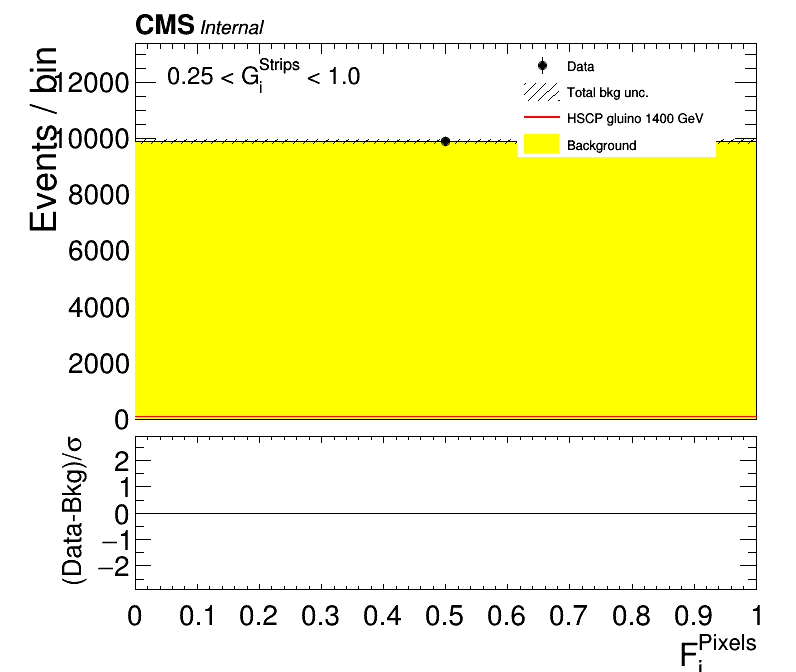 CMS Internal
Events / bin
0.25 < G_i^Strips < 1.0
Data
Total bkg unc.
HSCP gluino 1400 GeV
Background
12000
10000
8000
6000
4000
2000
0
(Data-Bkg)/σ
2
1
0
−1
−2
0 0.1 0.2 0.3 0.4 0.5 0.6 0.7 0.8 0.9 1
F_i^Pixels